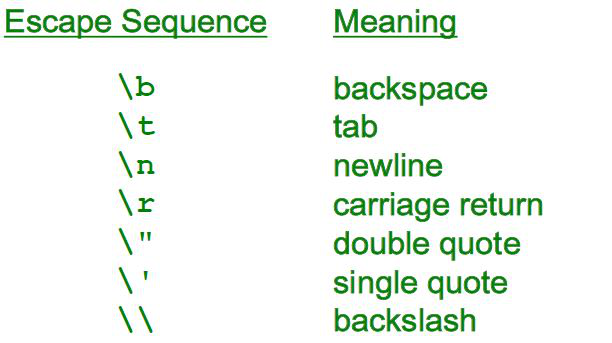 Escape Sequence Meaning
\b backspace
\t tab
\n newline
\r carriage return
\" double quote
\' single quote
\\ backslash